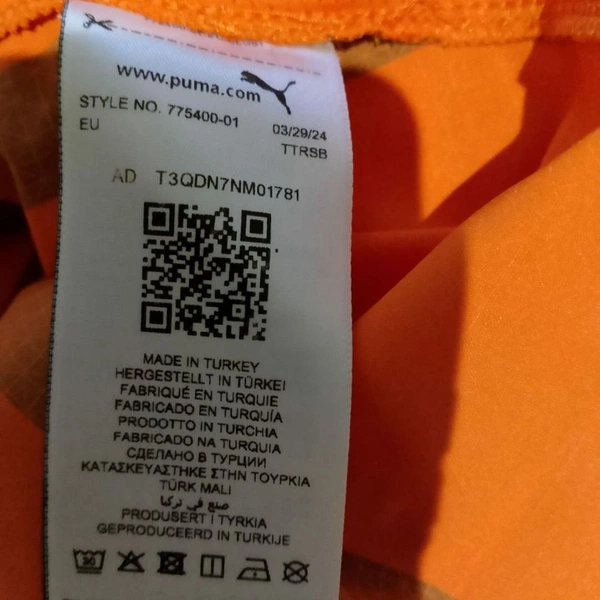 www.puma.com
STYLE NO. 775400-01
EU
03/29/24
TTRSB
AD T3QDN7NM01781
MADE IN TURKEY
HERGESTELLT IN TÜRKEI
FABRIQUÉ EN TURQUIE
FABRICADO EN TURQUÍA
PRODOTTO IN TURCHIA
FABRICADO NA TURQUIA
СДЕЛАНО В ТУРЦИИ
ΚΑΤΑΣΚΕΥΑΣΤΗΚΕ ΣΤΗΝ ΤΟΥΡΚΙΑ
TÜRK MALI
صنع في تركيا
PRODUSERT I TYRKIA
GEPRODUCEERD IN TURKIJE
30